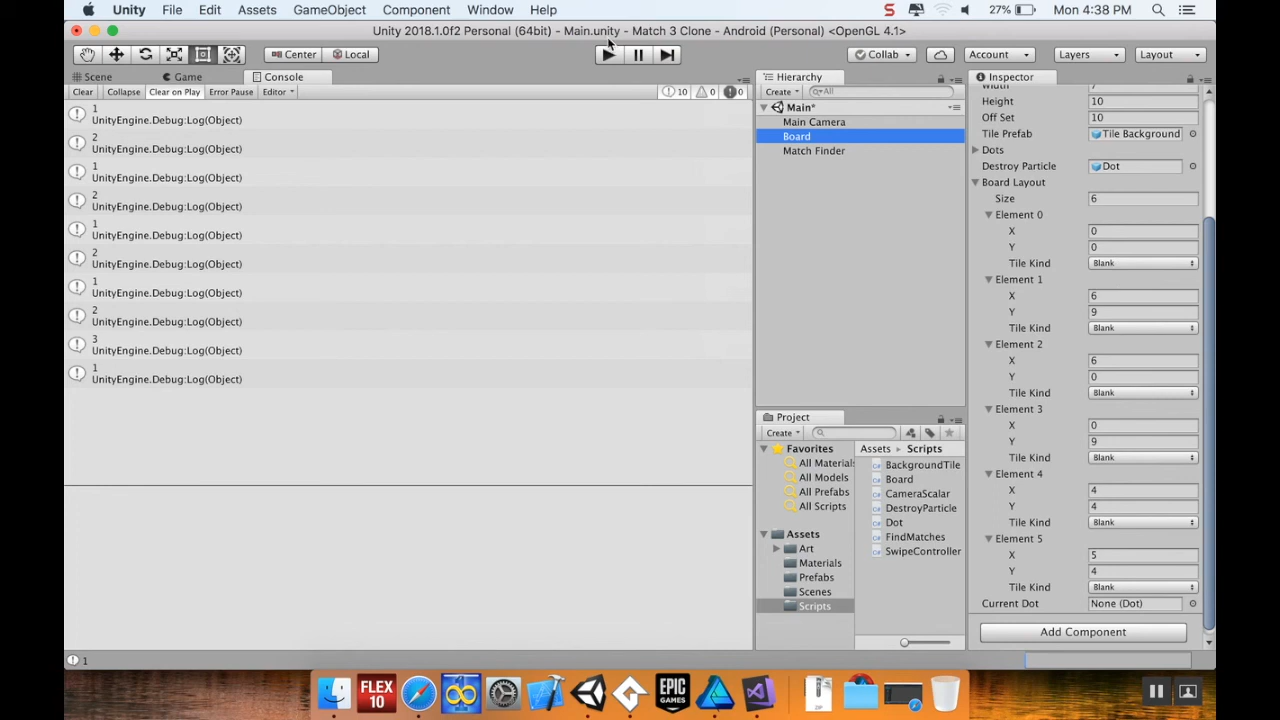 Unity File Edit Assets GameObject Component Window Help S 27% Mon 4:38 PM
Unity 2018.1.0f2 Personal (64bit) - Main.unity - Match 3 Clone - Android (Personal) <OpenGL 4.1>
Center Local Collab Account Layers Layout
Scene Game Console Hierarchy Inspector
Clear Collapse Clear on Play Error Pause Editor 10 0 0
1
UnityEngine.Debug:Log(Object)
2
UnityEngine.Debug:Log(Object)
1
UnityEngine.Debug:Log(Object)
2
UnityEngine.Debug:Log(Object)
1
UnityEngine.Debug:Log(Object)
2
UnityEngine.Debug:Log(Object)
1
UnityEngine.Debug:Log(Object)
2
UnityEngine.Debug:Log(Object)
3
UnityEngine.Debug:Log(Object)
1
UnityEngine.Debug:Log(Object)
1
Create All
Main*
Main Camera
Board
Match Finder
Project
Create
Favorites
All Materials
All Models
All Prefabs
All Scripts
Assets
Art
Materials
Prefabs
Scenes
Scripts
Assets Scripts
BackgroundTile
Board
CameraScalar
DestroyParticle
Dot
FindMatches
SwipeController
Width 7
Height 10
Off Set 10
Tile Prefab Tile Background
Dots
Destroy Particle Dot
Board Layout
Size 6
Element 0
X 0
Y 0
Tile Kind Blank
Element 1
X 6
Y 9
Tile Kind Blank
Element 2
X 6
Y 0
Tile Kind Blank
Element 3
X 0
Y 9
Tile Kind Blank
Element 4
X 4
Y 4
Tile Kind Blank
Element 5
X 5
Y 4
Tile Kind Blank
Current Dot None (Dot)
Add Component
FLEX
10
EPIC
GAMES
ZIP